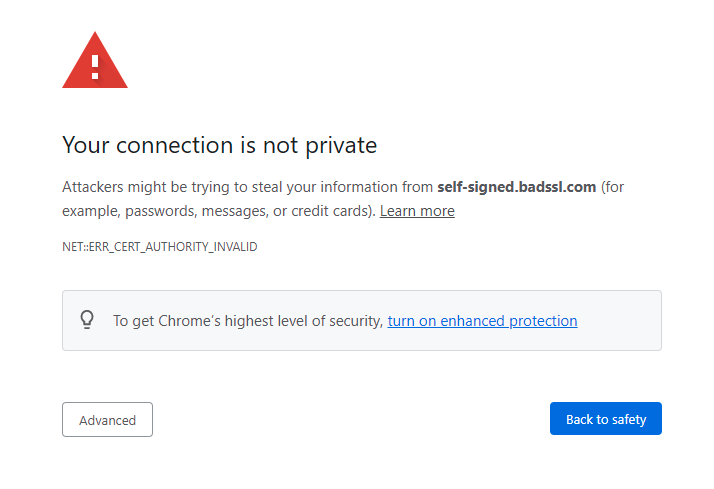 Your connection is not private
Attackers might be trying to steal your information from self-signed.badssl.com (for
example, passwords, messages, or credit cards). Learn more
NET::ERR_CERT_AUTHORITY_INVALID
To get Chrome's highest level of security, turn on enhanced protection
Advanced
Back to safety